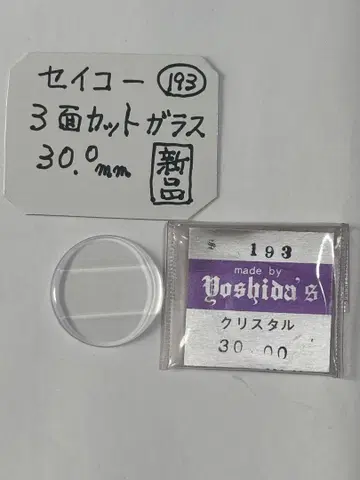 セイコー 193
3面カットガラス
30.0mm 新品
S 193
made by
Yoshida's
クリスタル
30.00